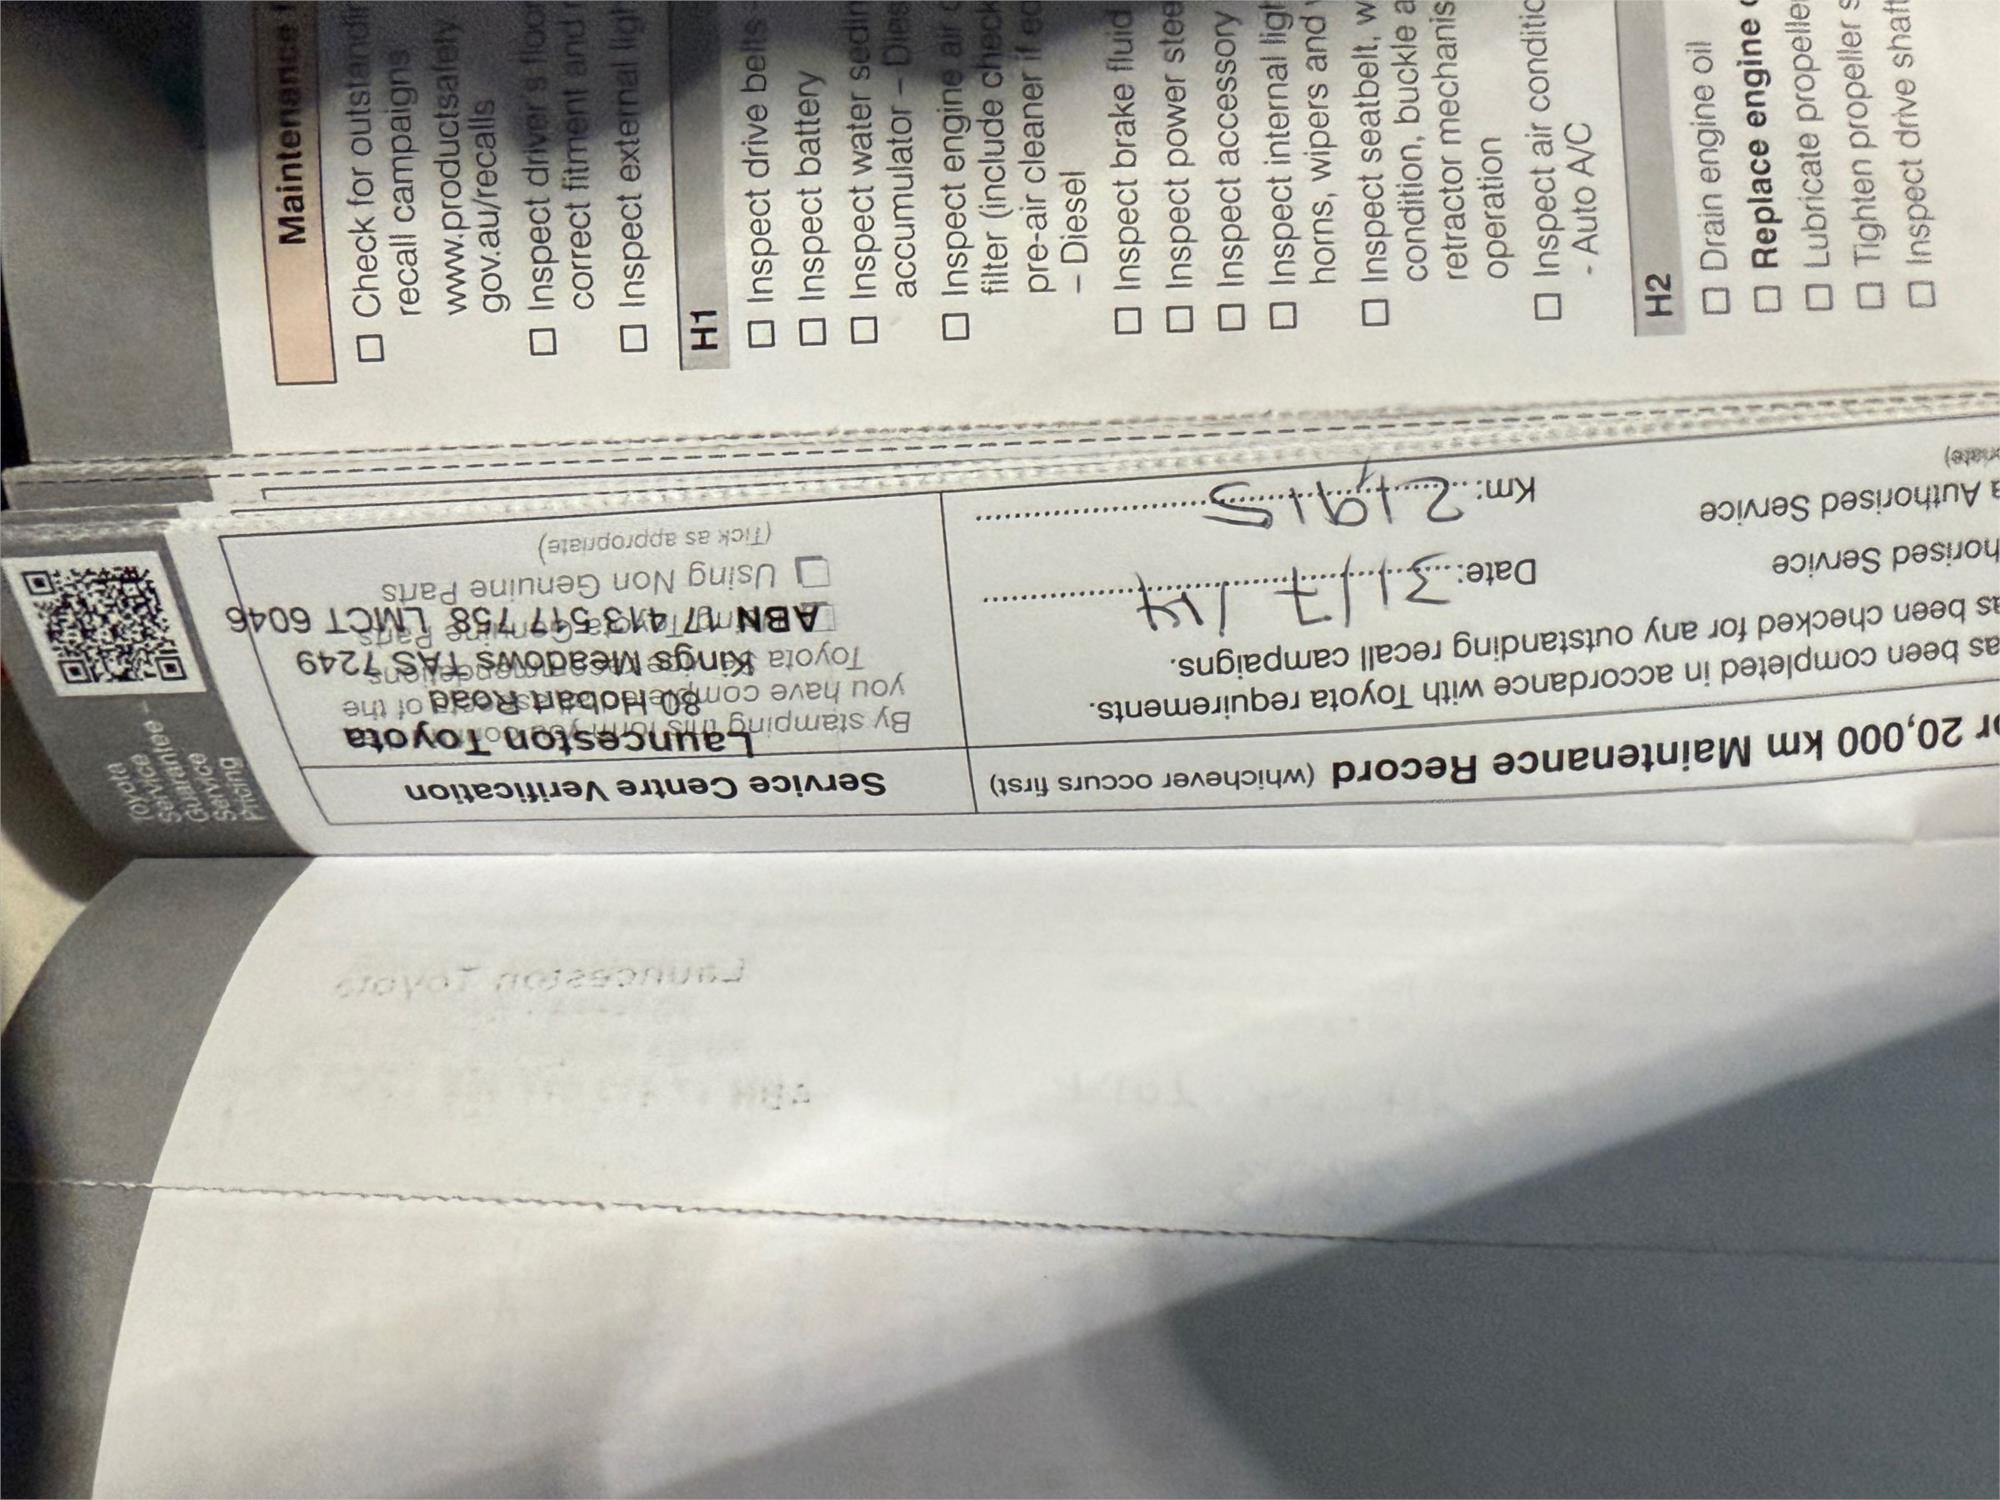 Maintenance
☐ Check for outstandin
recall campaigns
www.productsafety
gov.au/recalls
☐ Inspect driver's floor
correct fitment and
☐ Inspect external ligh
H1
☐ Inspect drive belts
☐ Inspect battery
☐ Inspect water sedim
accumulator – Dies
☐ Inspect engine air c
filter (include check
pre-air cleaner if eq
– Diesel
☐ Inspect brake fluid
☐ Inspect power stee
☐ Inspect accessory
☐ Inspect internal ligh
horns, wipers and
☐ Inspect seatbelt, w
condition, buckle a
retractor mechanis
operation
☐ Inspect air conditio
- Auto A/C
H2
☐ Drain engine oil
☐ Replace engine
☐ Lubricate propeller
☐ Tighten propeller s
☐ Inspect drive shaft
or 20,000 km Maintenance Record (whichever occurs first)
as been completed in accordance with Toyota requirements.
as been checked for any outstanding recall campaigns.
horised Service
Date: 31/7/14
a Authorised Service
Km: 21915
Service Centre Verification
By stamping this form you
you have of the
Toyota
☐ Using Non Genuine Parts
(Tick as appropriate)
Launceston Toyota
80 Hobart Road
Kings Meadows TAS 7249
ABN 17 413 517 758 LMCT 6046
Toyota
Service
Guarantee –
Service
Pricing